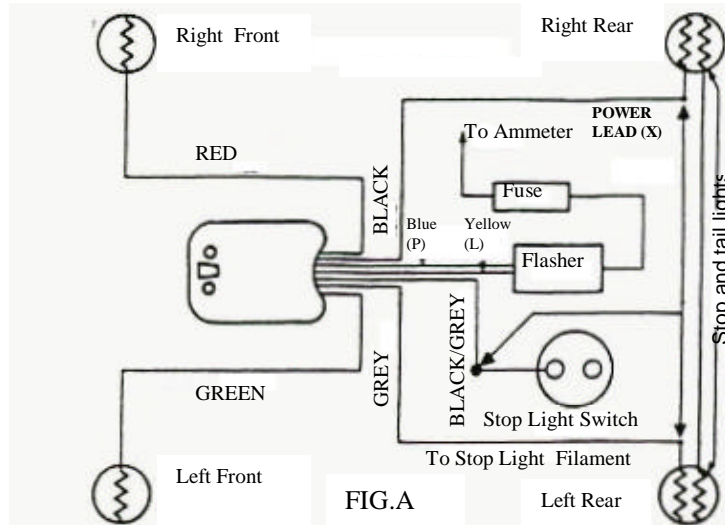 Right Front
Right Rear
To Ammeter
POWER
LEAD (X)
RED
BLACK
Fuse
Blue
(P)
Yellow
(L)
Flasher
Stop and tail lights
BLACK/GREY
GREY
GREEN
Stop Light Switch
To Stop Light Filament
Left Front
FIG.A
Left Rear